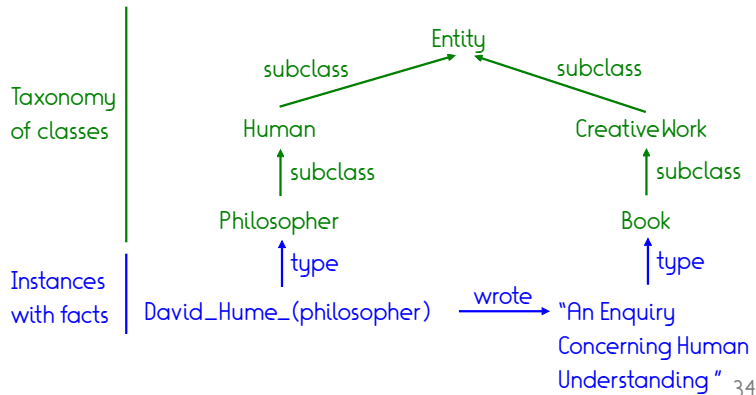 Entity
subclass
subclass
Taxonomy
of classes
Human
CreativeWork
subclass
subclass
Philosopher
Book
Instances
with facts
type
type
David_Hume_(philosopher)
wrote
"An Enquiry
Concerning Human
Understanding "
34